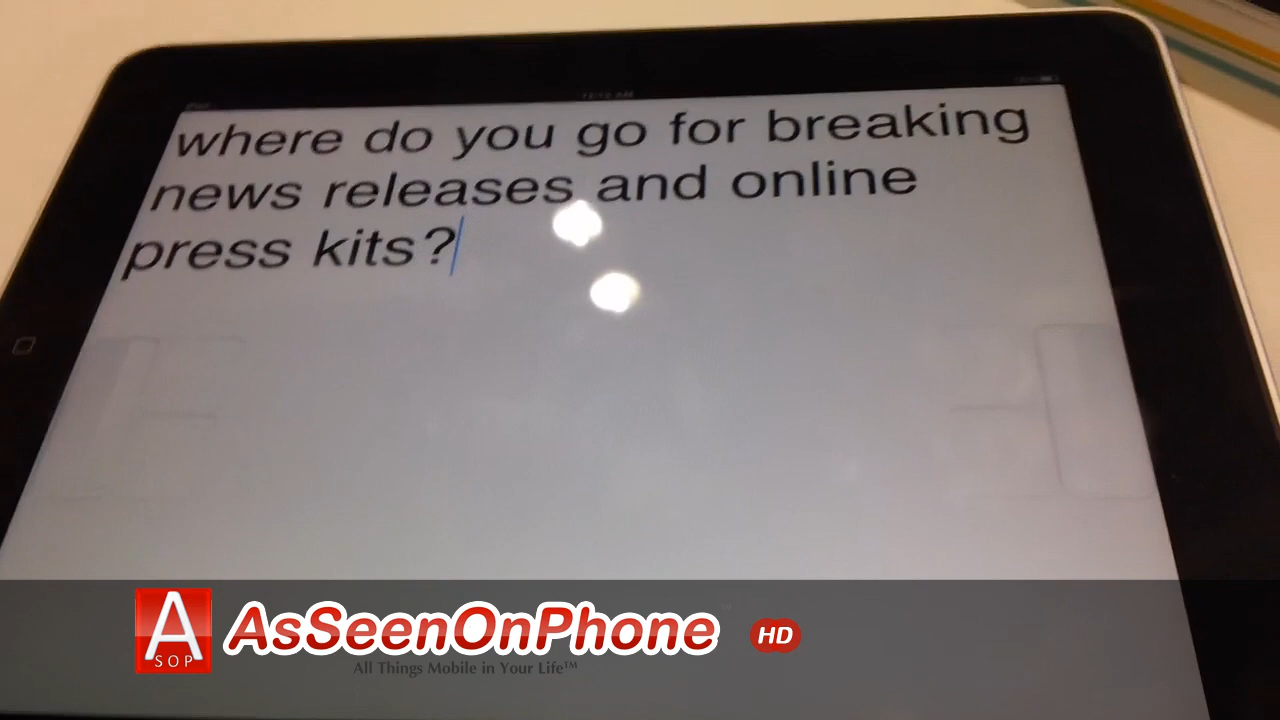 where do you go for breaking
news releases and online
press kits?
A
SOP
AsSeenOnPhone
HD
All Things Mobile in Your Life™